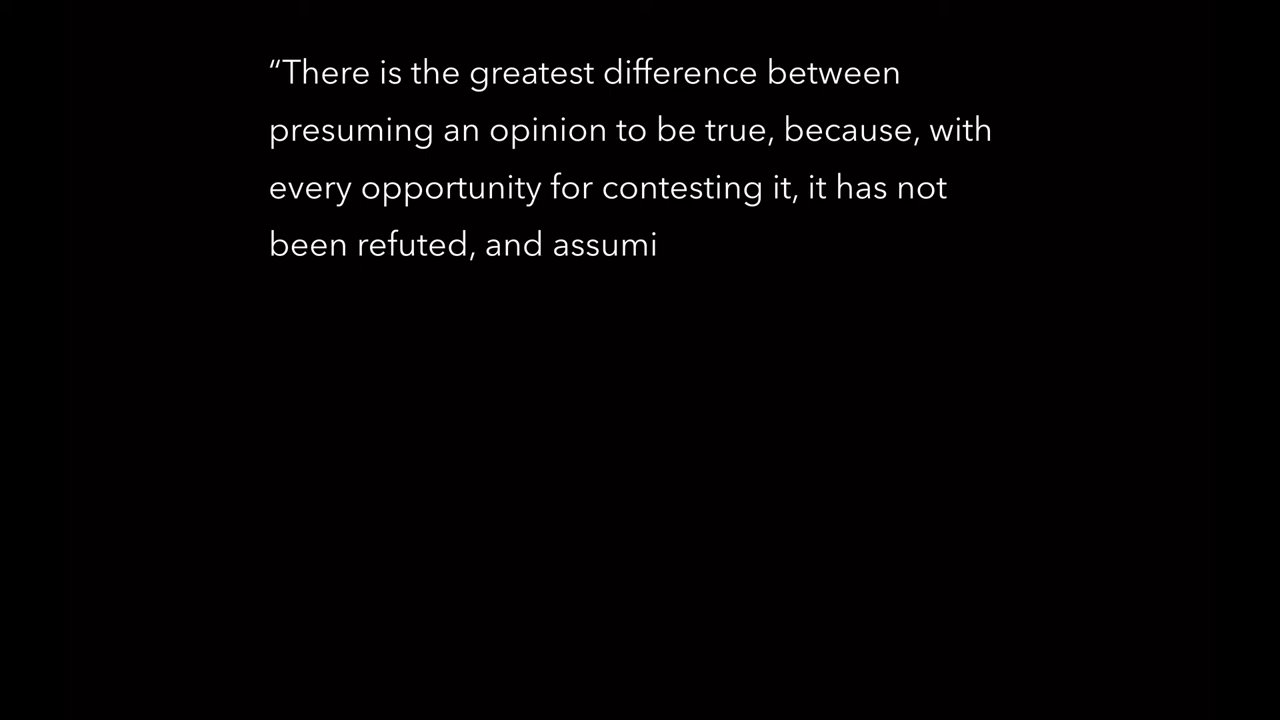 “There is the greatest difference between
presuming an opinion to be true, because, with
every opportunity for contesting it, it has not
been refuted, and assumi